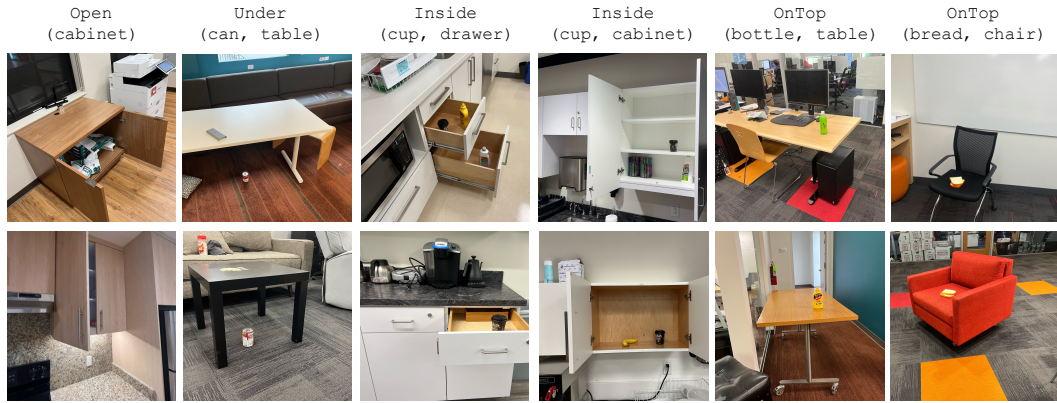 Open
(cabinet)
Under
(can, table)
Inside
(cup, drawer)
Inside
(cup, cabinet)
OnTop
(bottle, table)
OnTop
(bread, chair)